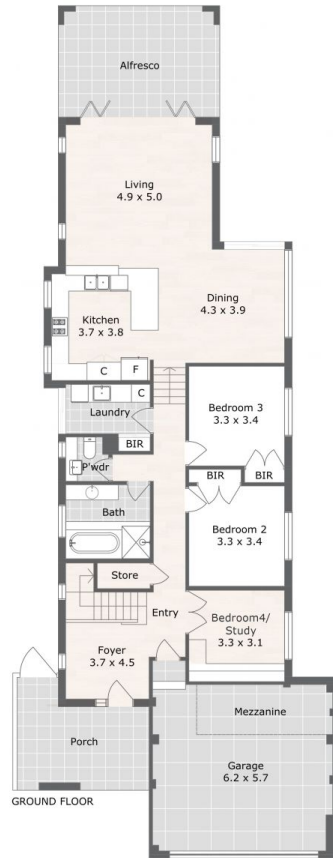 Alfresco
Living
4.9 x 5.0
Dining
4.3 x 3.9
Kitchen
3.7 x 3.8
C
F
C
Laundry
BIR
Bedroom 3
3.3 x 3.4
P'wdr
BIR
BIR
Bath
Bedroom 2
3.3 x 3.4
Store
Entry
Bedroom4/
Study
3.3 x 3.1
Foyer
3.7 x 4.5
Mezzanine
Porch
Garage
6.2 x 5.7
GROUND FLOOR